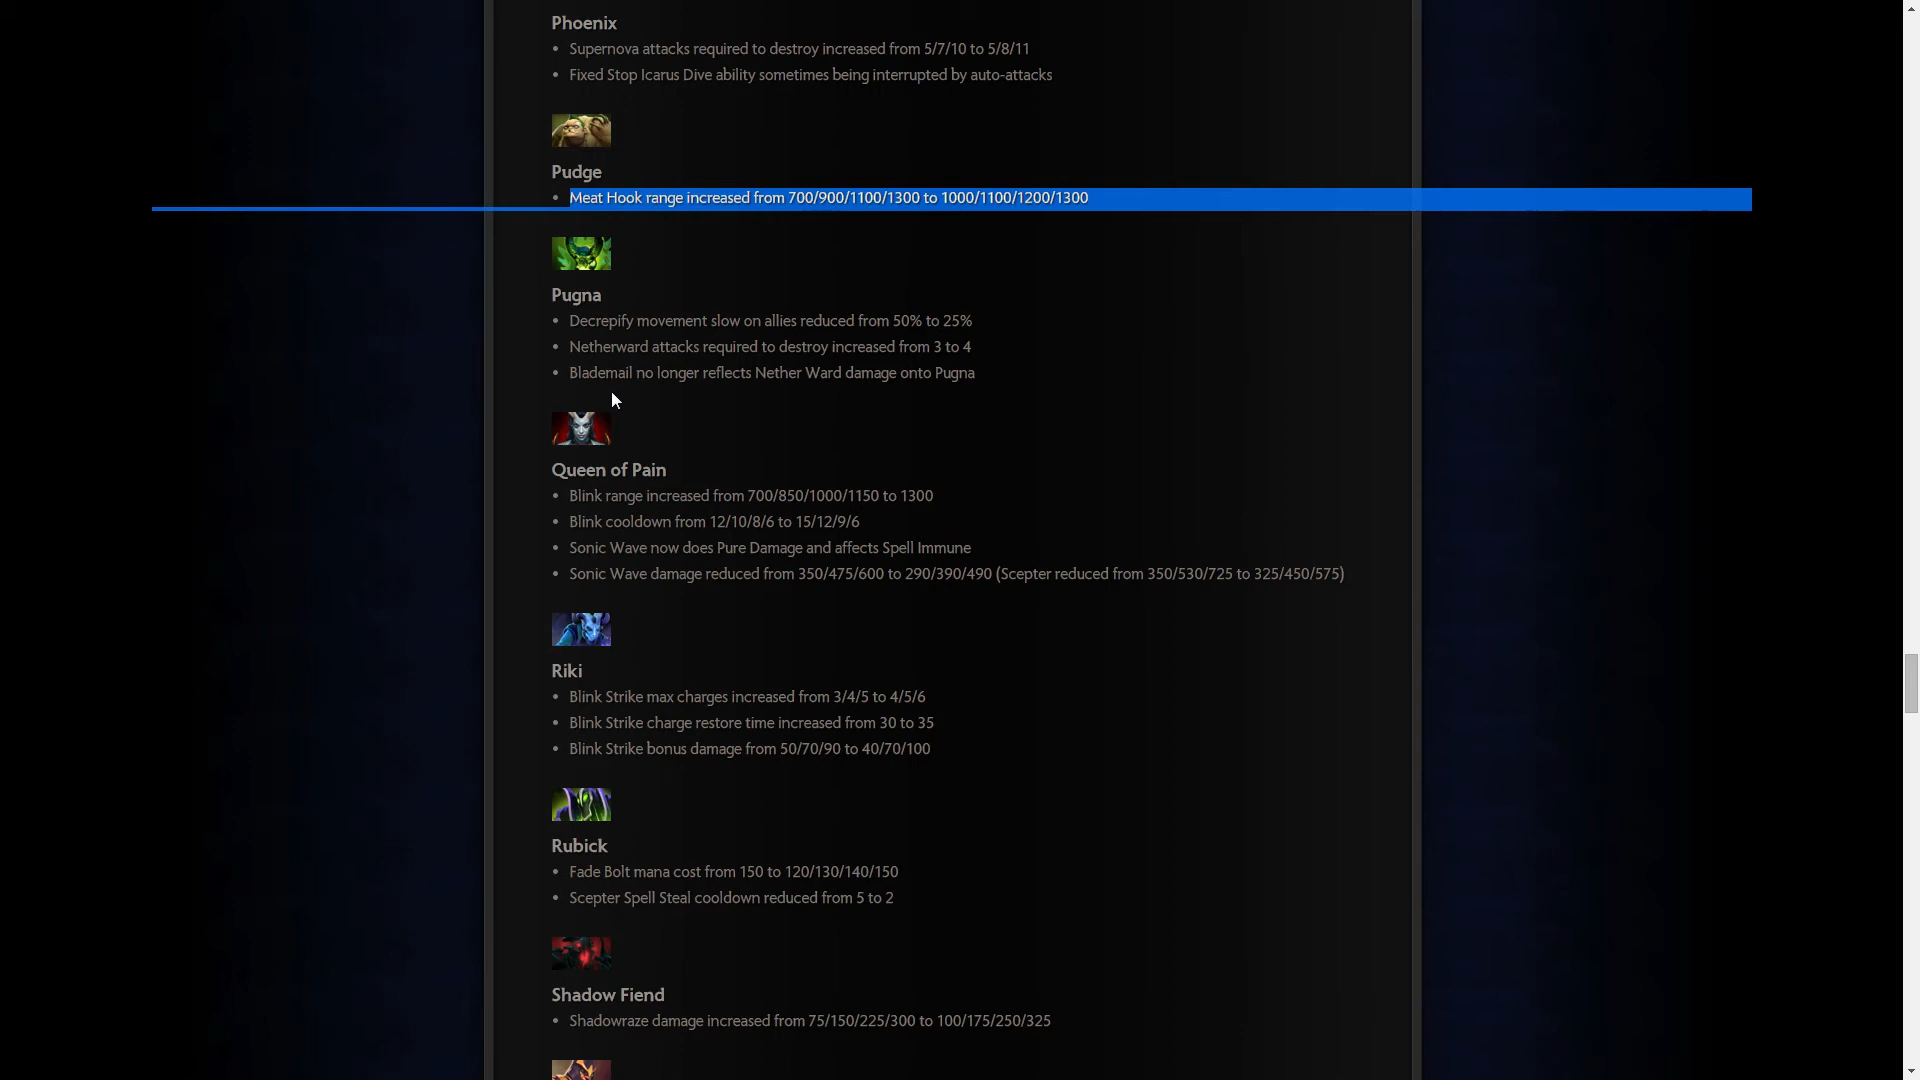 Phoenix
• Supernova attacks required to destroy increased from 5/7/10 to 5/8/11
• Fixed Stop Icarus Dive ability sometimes being interrupted by auto-attacks
Pudge
• Meat Hook range increased from 700/900/1100/1300 to 1000/1100/1200/1300
Pugna
• Decrepify movement slow on allies reduced from 50% to 25%
• Netherward attacks required to destroy increased from 3 to 4
• Blademail no longer reflects Nether Ward damage onto Pugna
Queen of Pain
• Blink range increased from 700/850/1000/1150 to 1300
• Blink cooldown from 12/10/8/6 to 15/12/9/6
• Sonic Wave now does Pure Damage and affects Spell Immune
• Sonic Wave damage reduced from 350/475/600 to 290/390/490 (Scepter reduced from 350/530/725 to 325/450/575)
Riki
• Blink Strike max charges increased from 3/4/5 to 4/5/6
• Blink Strike charge restore time increased from 30 to 35
• Blink Strike bonus damage from 50/70/90 to 40/70/100
Rubick
• Fade Bolt mana cost from 150 to 120/130/140/150
• Scepter Spell Steal cooldown reduced from 5 to 2
Shadow Fiend
• Shadowraze damage increased from 75/150/225/300 to 100/175/250/325